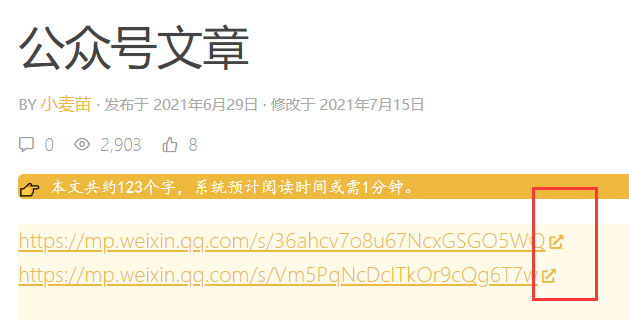 公众号文章
BY 小麦苗 · 发布于 2021年6月29日 · 修改于 2021年7月15日
0 2,903 8
本文共约123个字，系统预计阅读时间或需1分钟。
https://mp.weixin.qq.com/s/36ahcv7o8u67NcxGSGO5WQ
https://mp.weixin.qq.com/s/Vm5PqNcDcITkOr9cQg6T7w